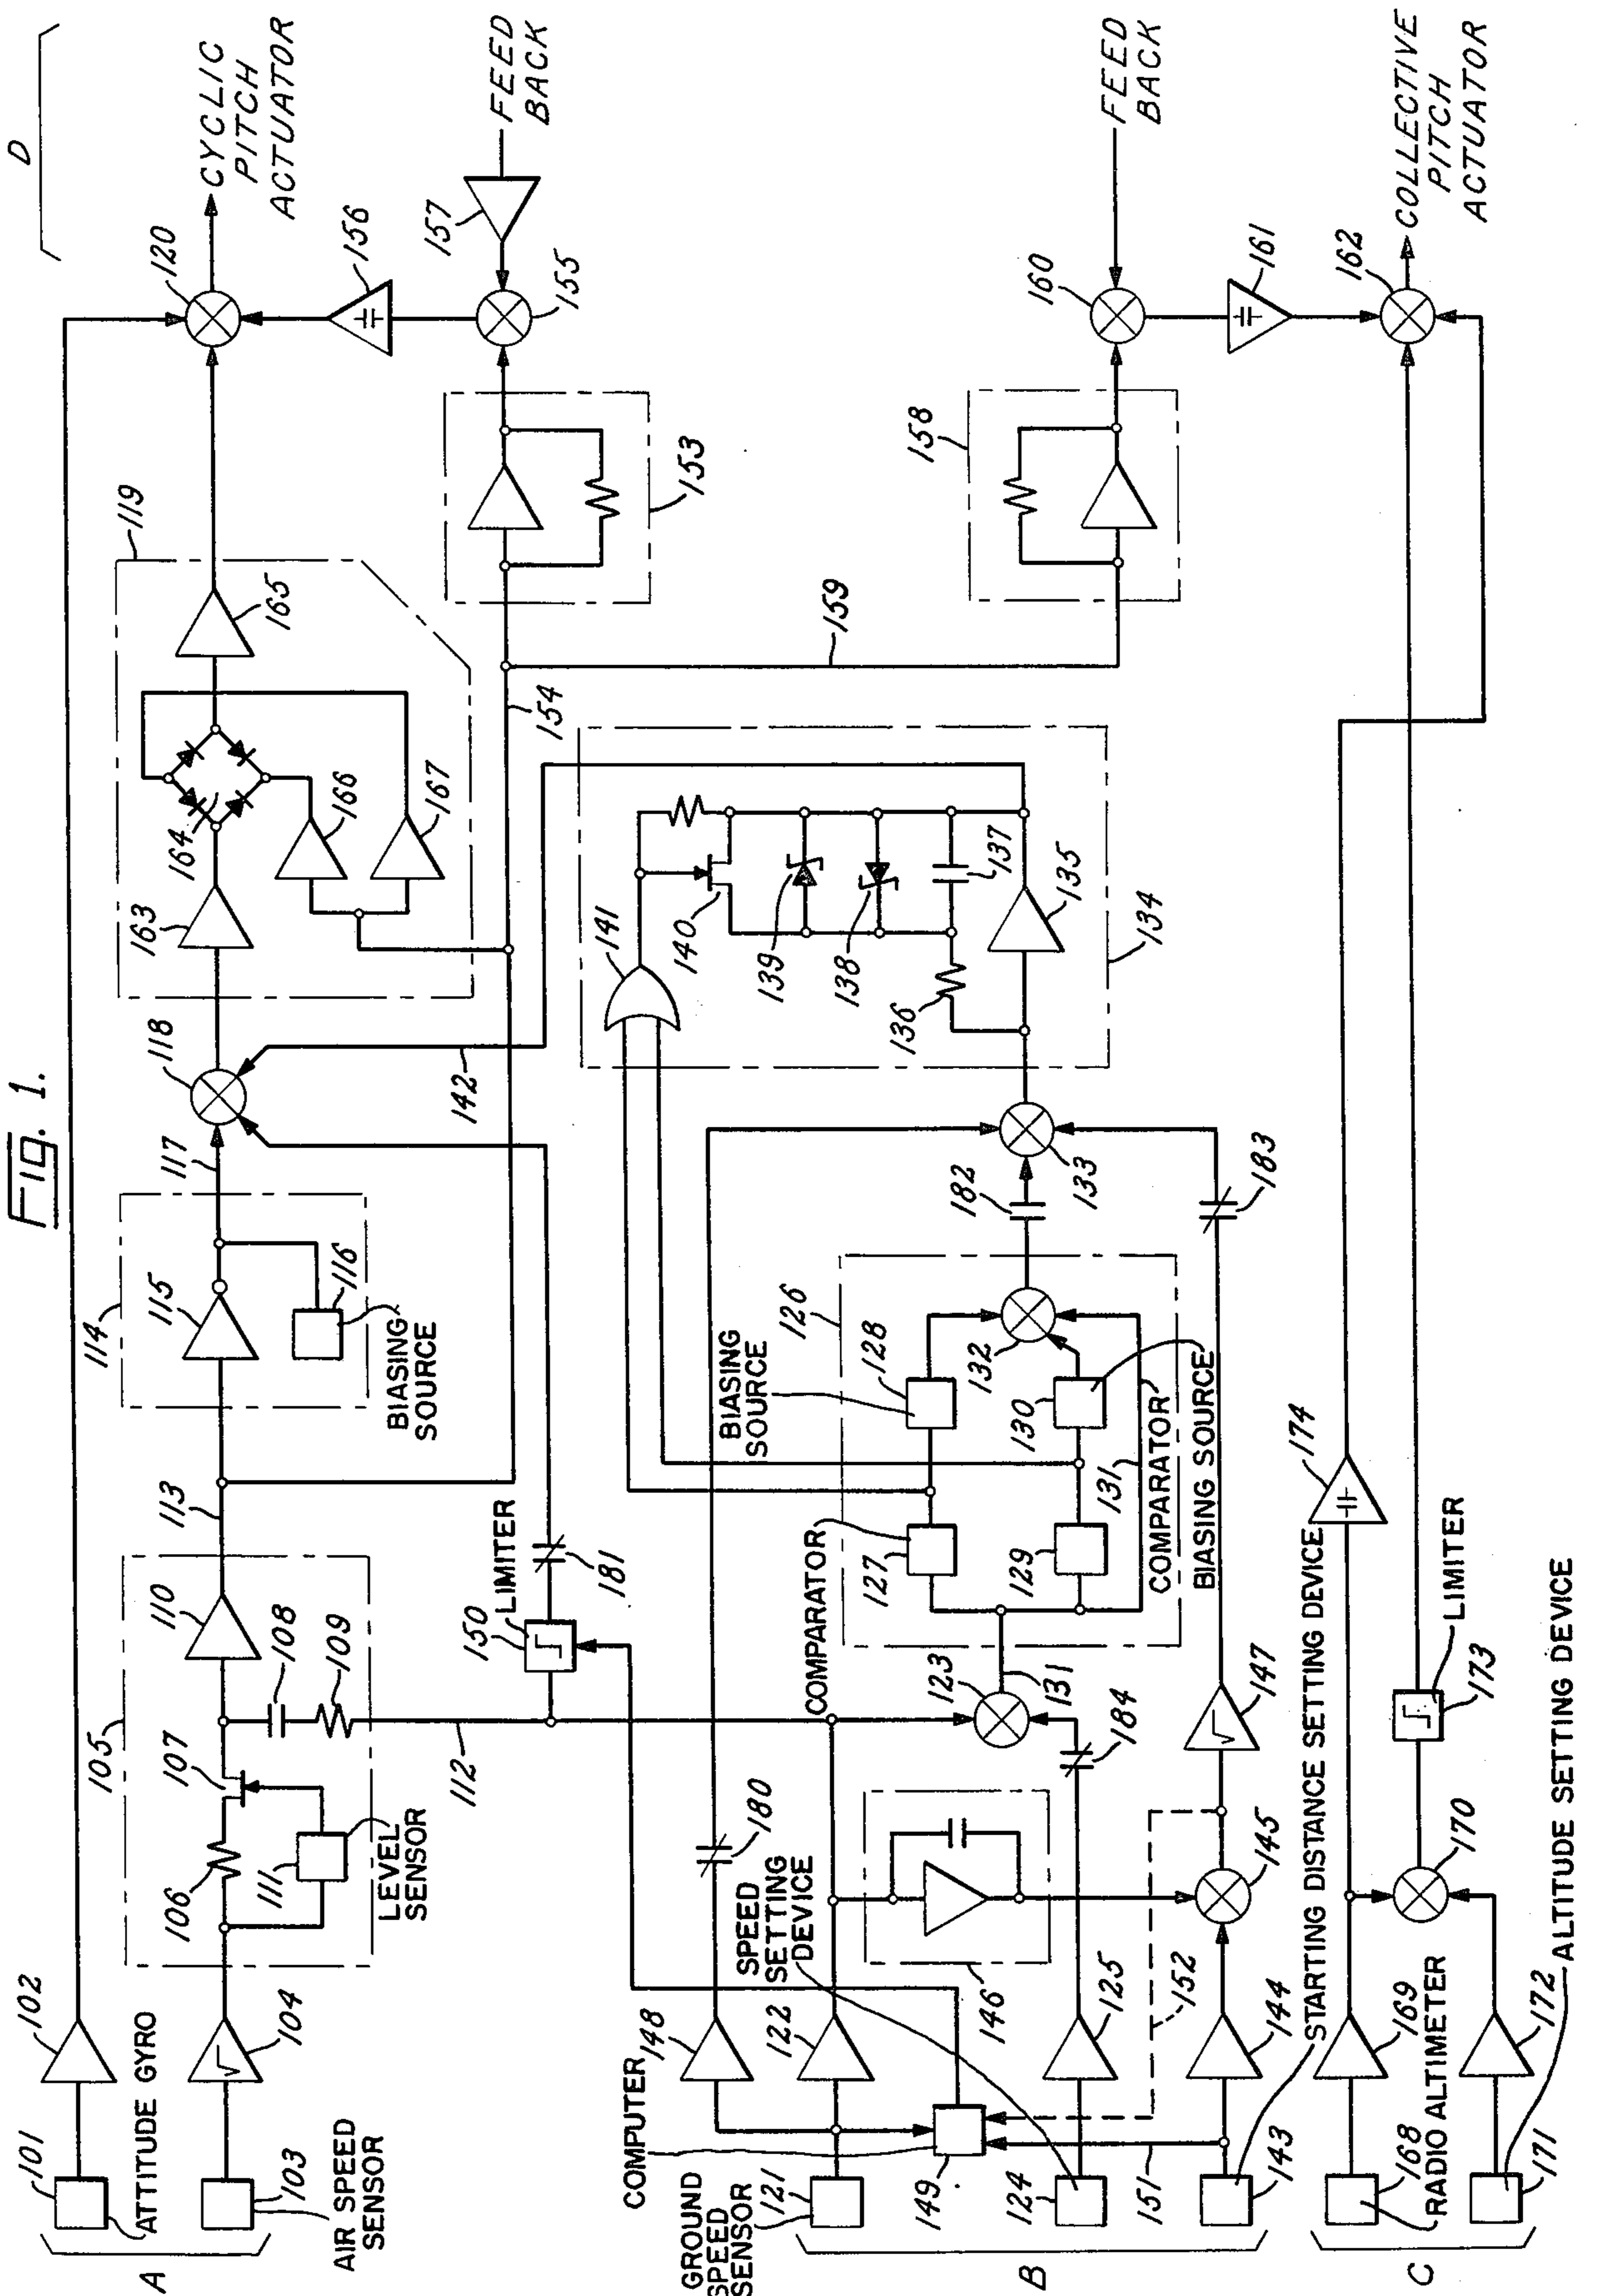 Fig. 1.
D
A
B
C
101
ATTITUDE GYRO
102
103
AIR SPEED
SENSOR
104
105
106
107
108
109
110
111
LEVEL
SENSOR
112
113
114
115
116
BIASING
SOURCE
117
118
119
163
164
165
166
167
120
CYCLIC
PITCH
ACTUATOR
156
157
FEED
BACK
155
153
154
159
142
150
LIMITER
181
180
148
COMPUTER
149
GROUND
SPEED
SENSOR
121
122
SPEED
SETTING
DEVICE
124
125
146
184
123
131
COMPARATOR
127
129
BIASING
SOURCE
128
126
130
132
131
COMPARATOR
BIASING SOURCE
182
133
183
134
135
136
137
138
139
140
141
143
144
145
147
151
152
STARTING DISTANCE SETTING DEVICE
158
160
FEED
BACK
161
162
COLLECTIVE
PITCH
ACTUATOR
168
RADIO ALTIMETER
169
170
171
172
ALTITUDE SETTING DEVICE
173
LIMITER
174